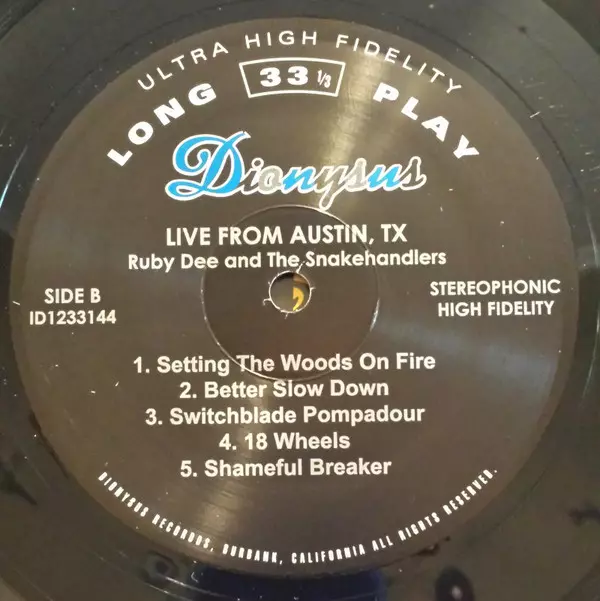 ULTRA HIGH FIDELITY
LONG 33 1/3 PLAY
Dionysus
LIVE FROM AUSTIN, TX
Ruby Dee and The Snakehandlers
SIDE B
ID1233144
STEREOPHONIC
HIGH FIDELITY
1. Setting The Woods On Fire
2. Better Slow Down
3. Switchblade Pompadour
4. 18 Wheels
5. Shameful Breaker
DIONYSUS RECORDS, BURBANK, CALIFORNIA ALL RIGHTS RESERVED.